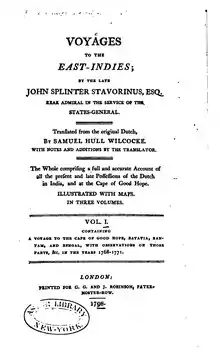 VOYAGES
TO THE
EAST-INDIES;
BY THE LATE
JOHN SPLINTER STAVORINUS, ESQ.
REAR ADMIRAL IN THE SERVICE OF THE
STATES-GENERAL.
Translated from the original Dutch,
BY SAMUEL HULL WILCOCKE.
WITH NOTES AND ADDITIONS BY THE TRANSLATOR.
The Whole comprising a full and accurate Account of
all the present and late Possessions of the Dutch
in India, and at the Cape of Good Hope.
ILLUSTRATED WITH MAPS.
IN THREE VOLUMES.
VOL. I.
CONTAINING
A VOYAGE TO THE CAPE OF GOOD HOPE, BATAVIA, BAN-
TAM, AND BENGAL, WITH OBSERVATIONS ON THOSE
PARTS, &c. IN THE YEARS 1768-1771.
LONDON:
PRINTED FOR G. G. AND J. ROBINSON, PATER-
NOSTER-ROW.
1798.
LIBRARY
NEW-YORK